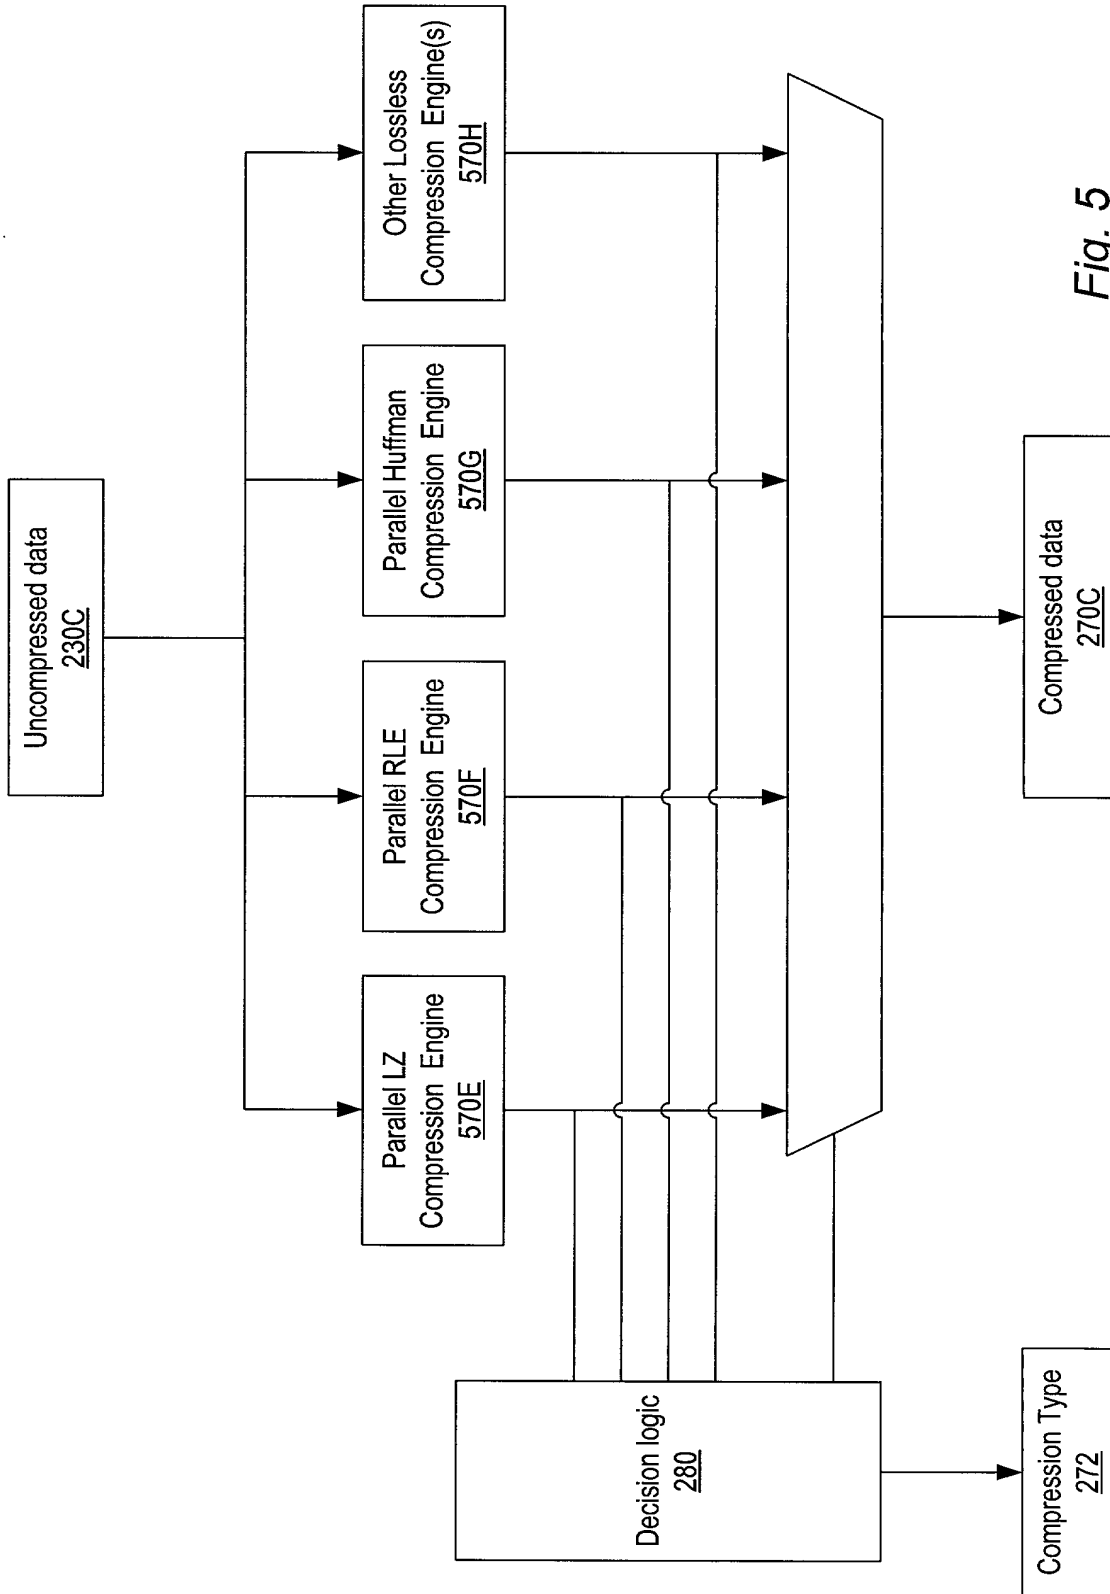 Uncompressed data
230C
Parallel LZ
Compression Engine
570E
Parallel RLE
Compression Engine
570F
Parallel Huffman
Compression Engine
570G
Other Lossless
Compression Engine(s)
570H
Decision logic
280
Compression Type
272
Compressed data
270C
Fig. 5